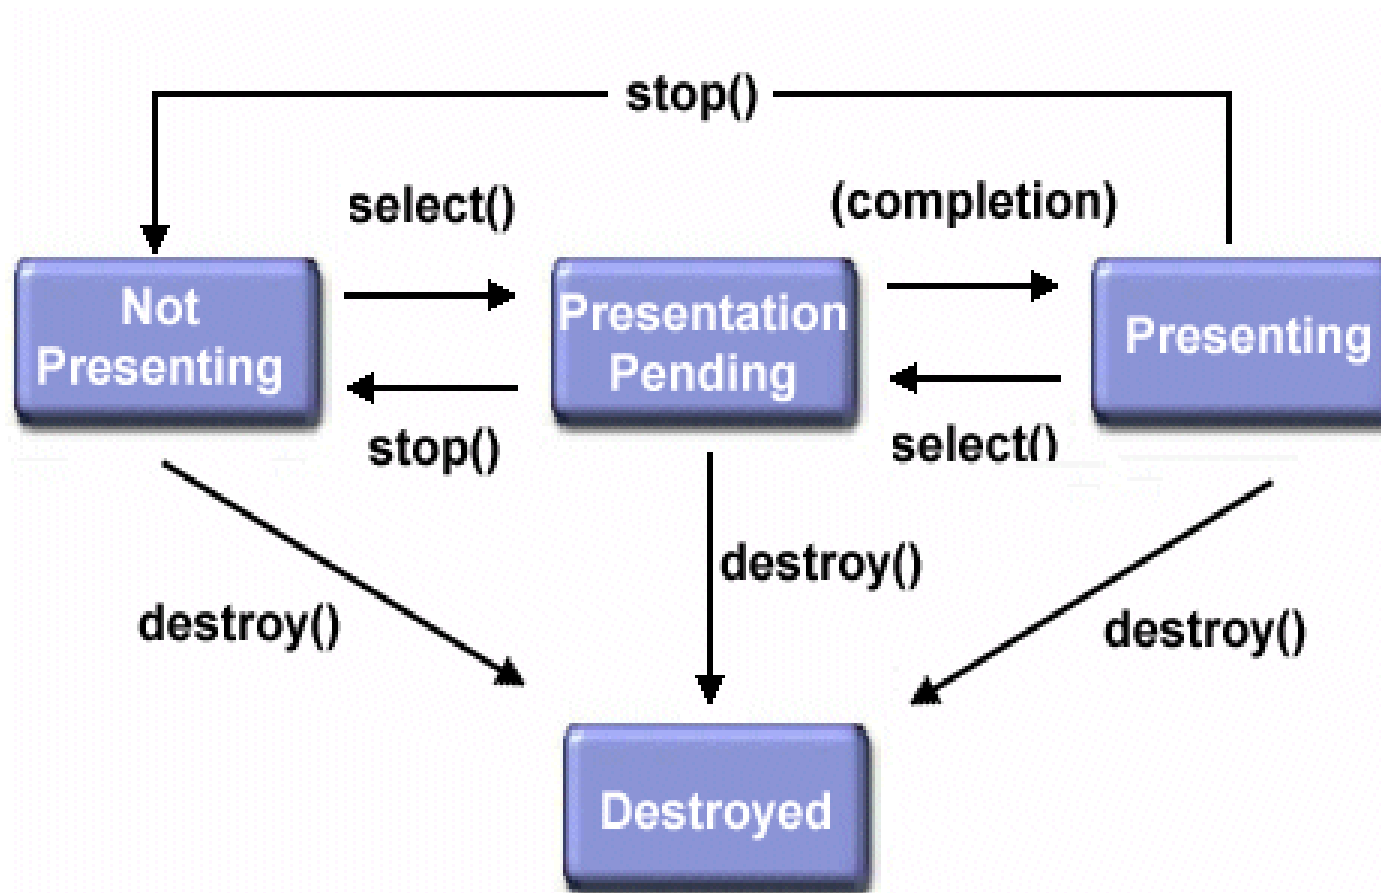 stop()
select()
(completion)
Not
Presenting
Presentation
Pending
Presenting
stop()
select()
destroy()
destroy()
destroy()
Destroyed